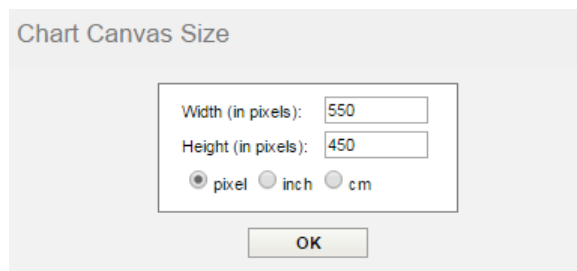 Chart Canvas Size
Width (in pixels): 550
Height (in pixels): 450
pixel inch cm
OK